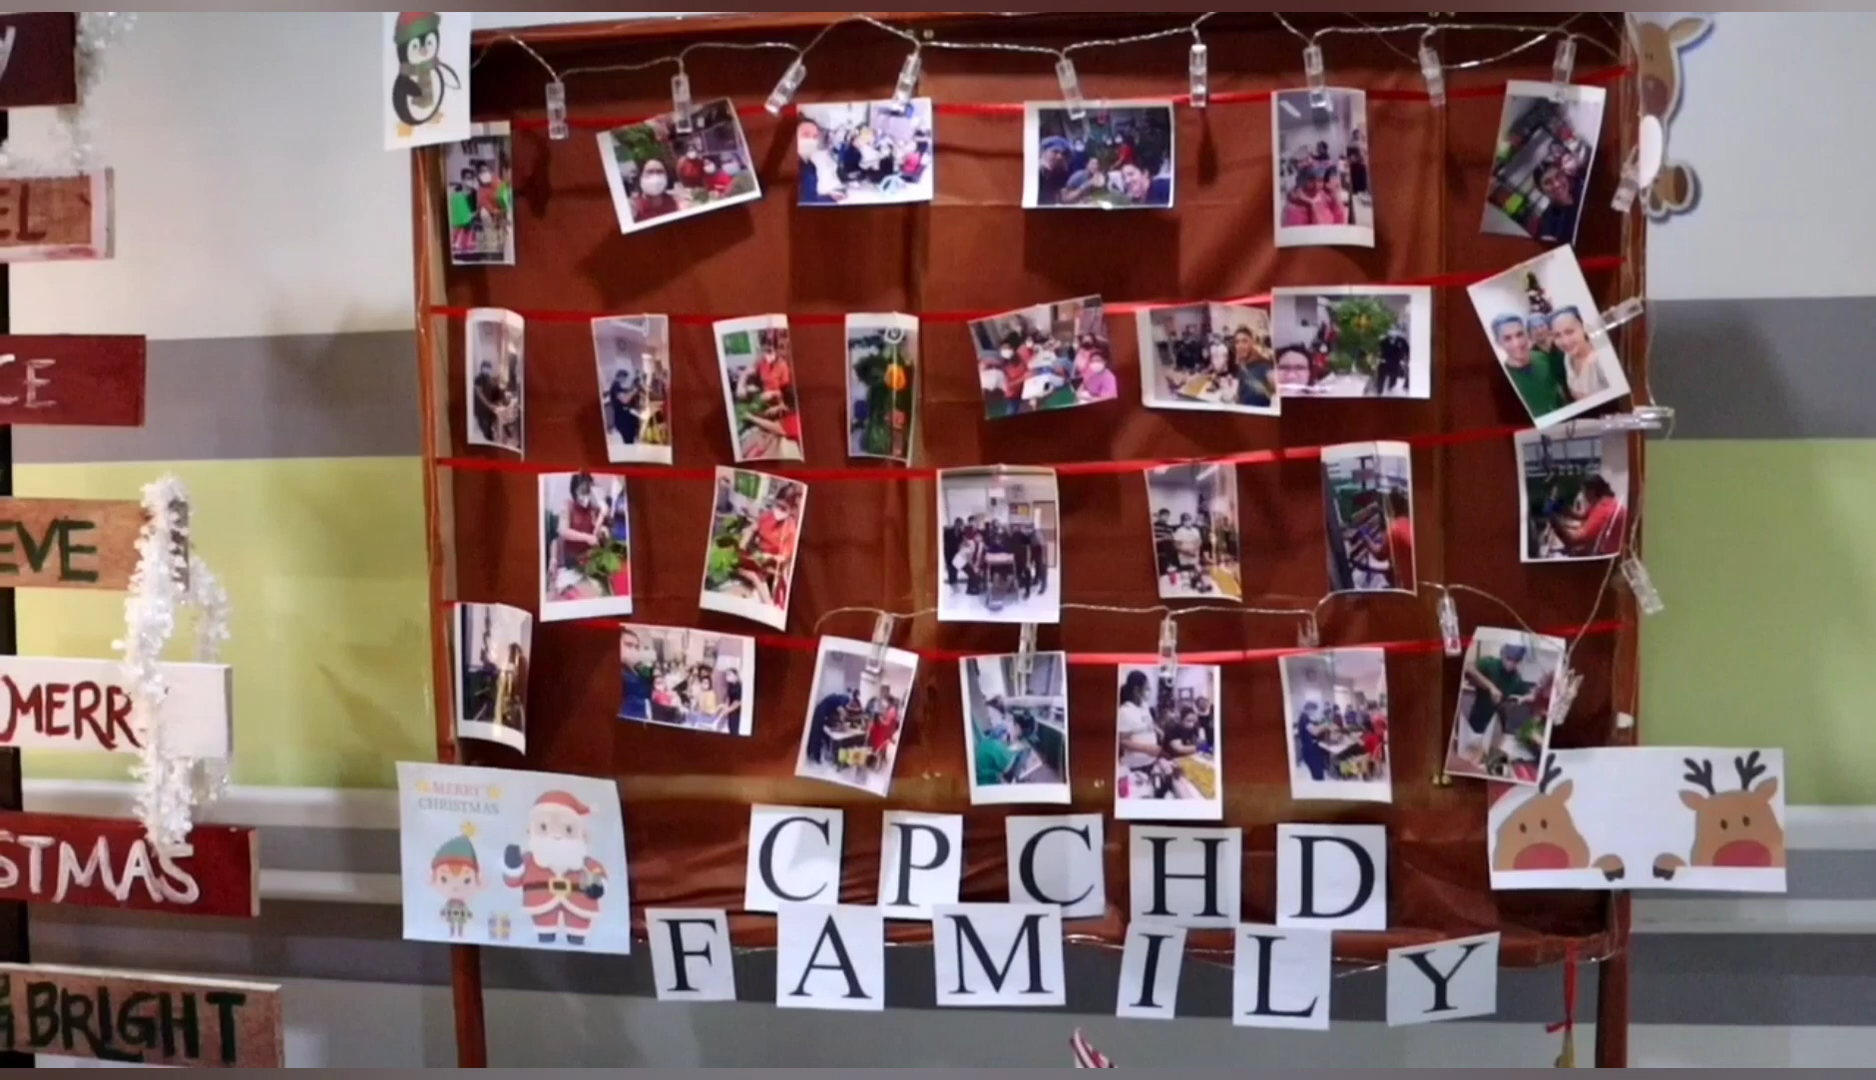 Y
EL
CE
EVE
MERR
STMAS
BRIGHT
MERRY
CHRISTMAS
CPCHD
FAMILY